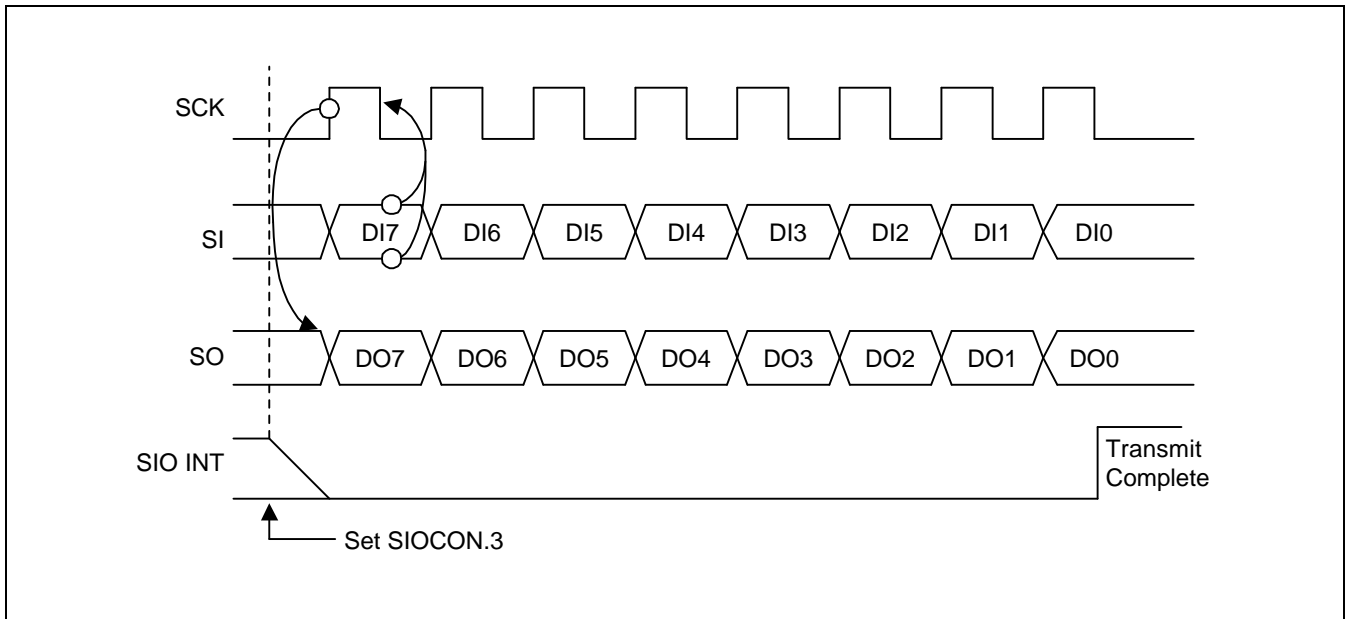 SCK
SI
DI7 DI6 DI5 DI4 DI3 DI2 DI1 DI0
SO
DO7 DO6 DO5 DO4 DO3 DO2 DO1 DO0
SIO INT
Transmit
Complete
Set SIOCON.3